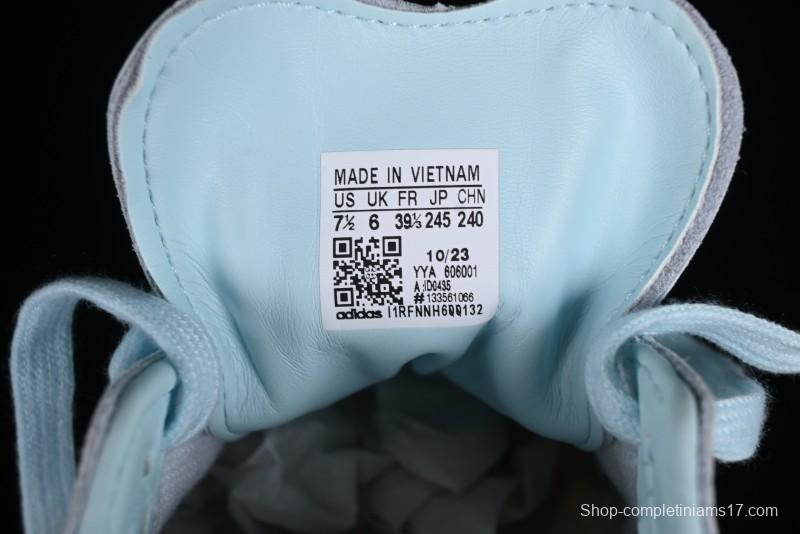 MADE IN VIETNAM
US UK FR JP CHN
7½ 6 39⅓ 245 240
10/23
YYA 606001
A:ID0435
#133561066
adidas I1RFNNH6QQ132
Shop-completiniams17.com